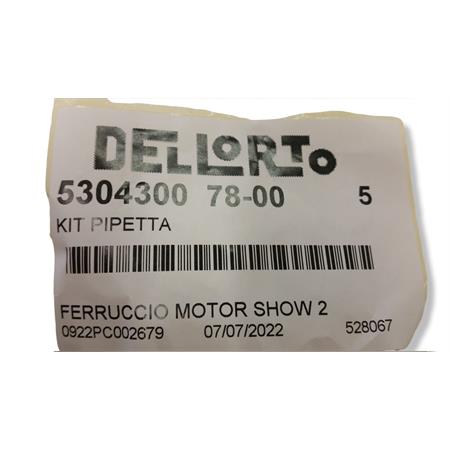 DELLORTO
5304300 78-00 5
KIT PIPETTA
FERRUCCIO MOTOR SHOW 2
0922PC002679 07/07/2022 528067